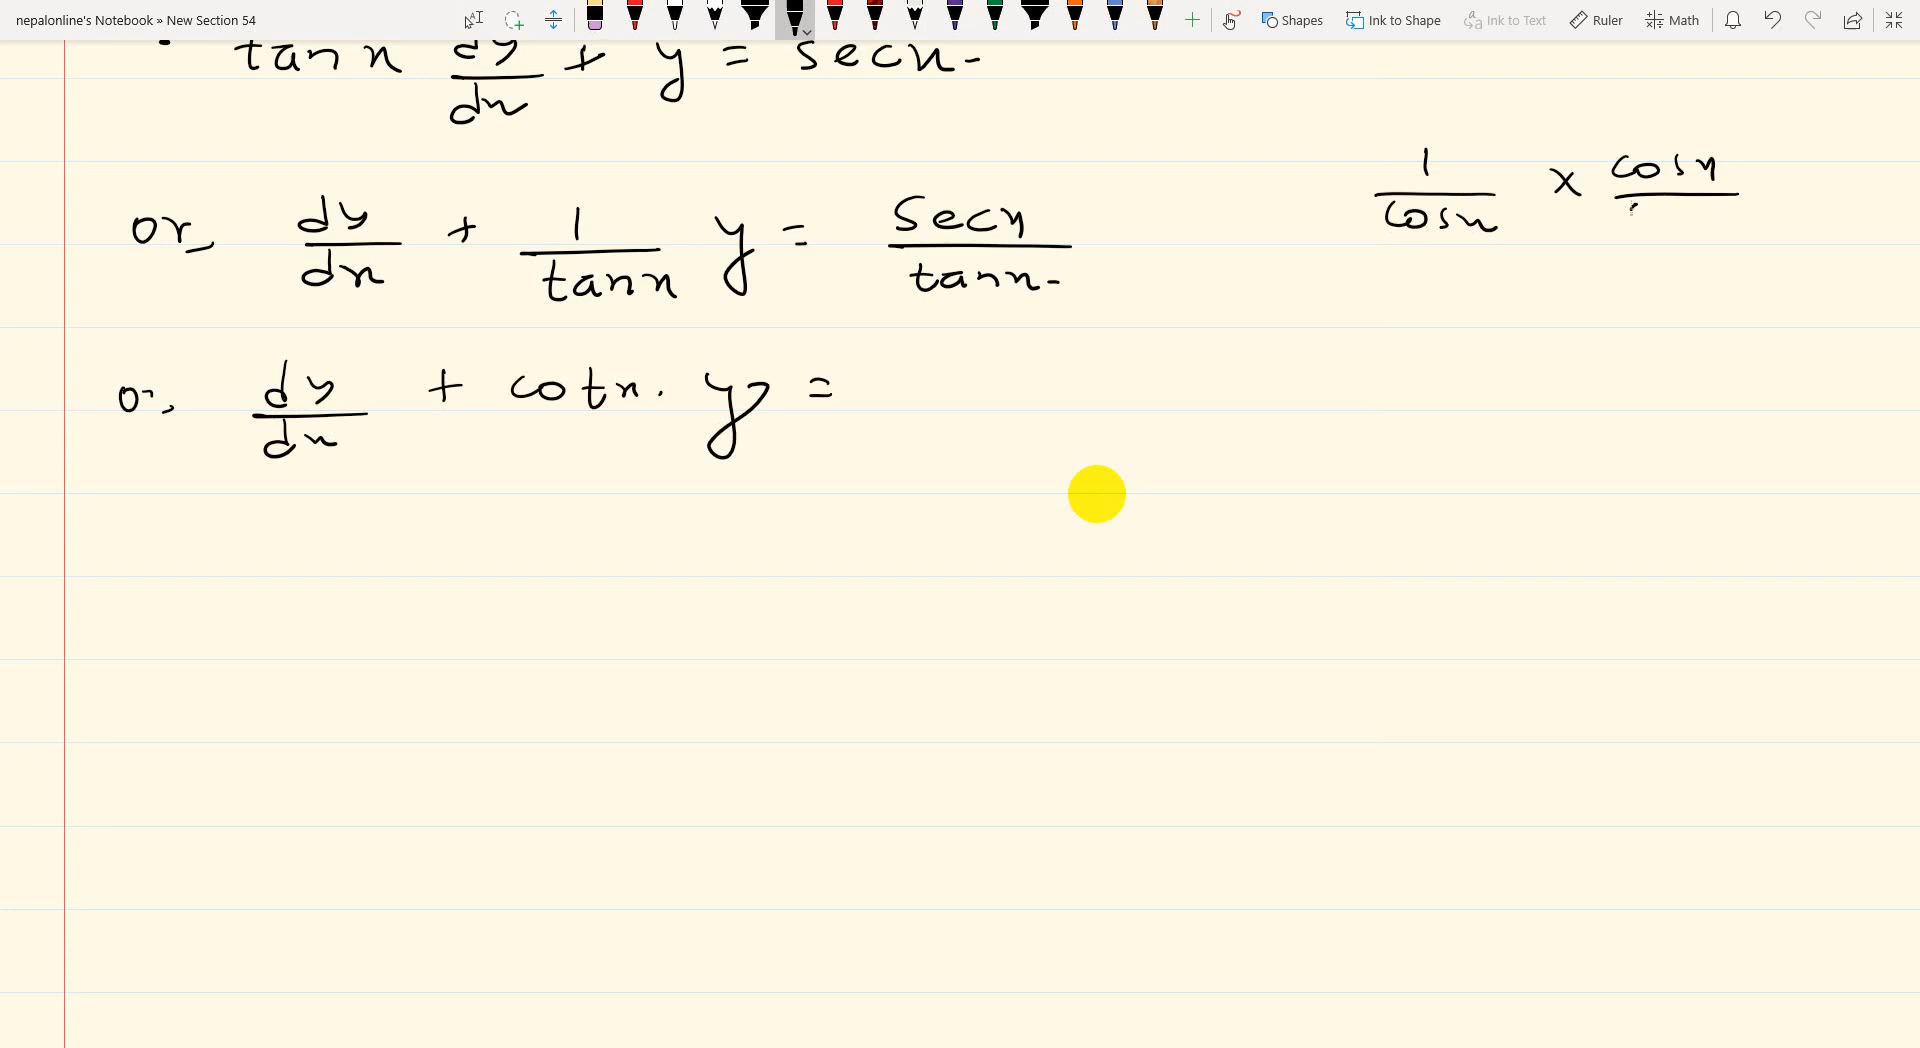 nepalonline's Notebook » New Section 54
Shapes
Ink to Shape
Ink to Text
Ruler
Math
tan x dy/dx + y = secx.
1/cosx × cosx/
or, dy/dx + 1/tanx y = Secx/tanx.
or, dy/dx + cotx. y =